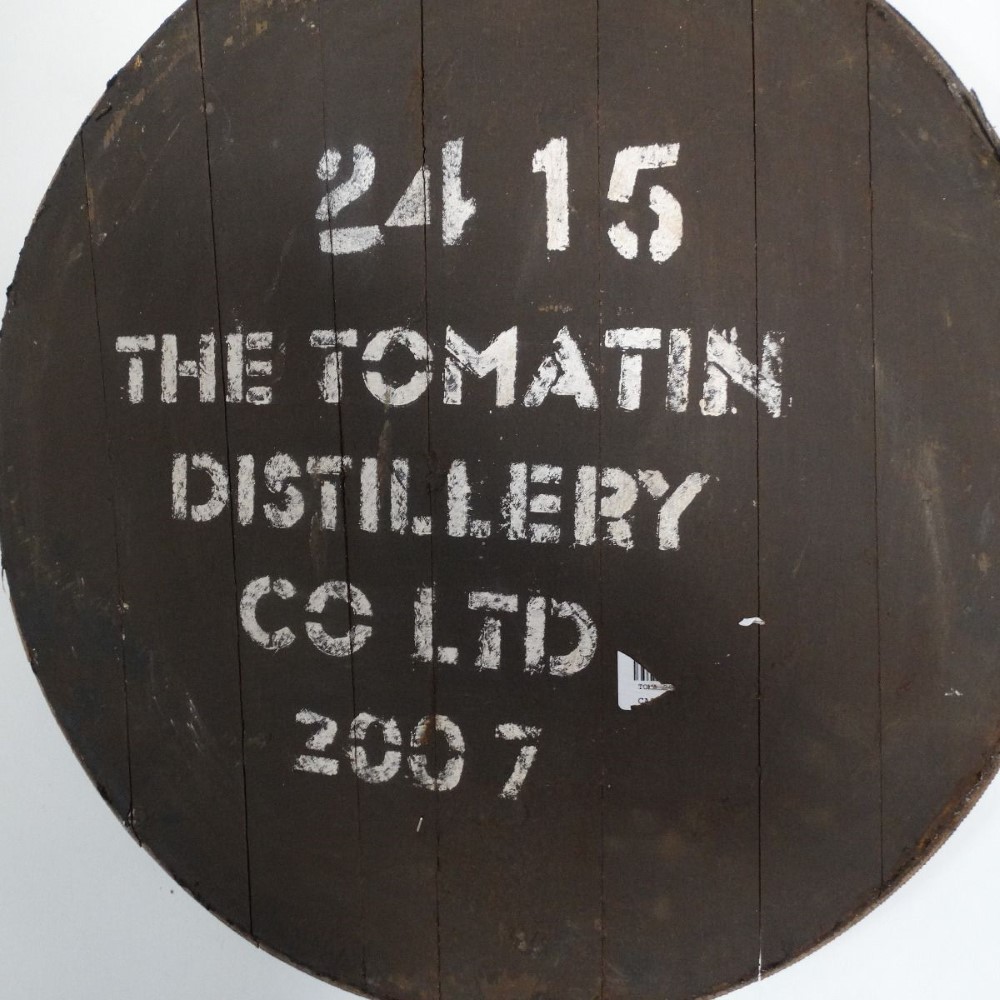 24 15
THE TOMATIN
DISTILLERY
CO LTD
2007